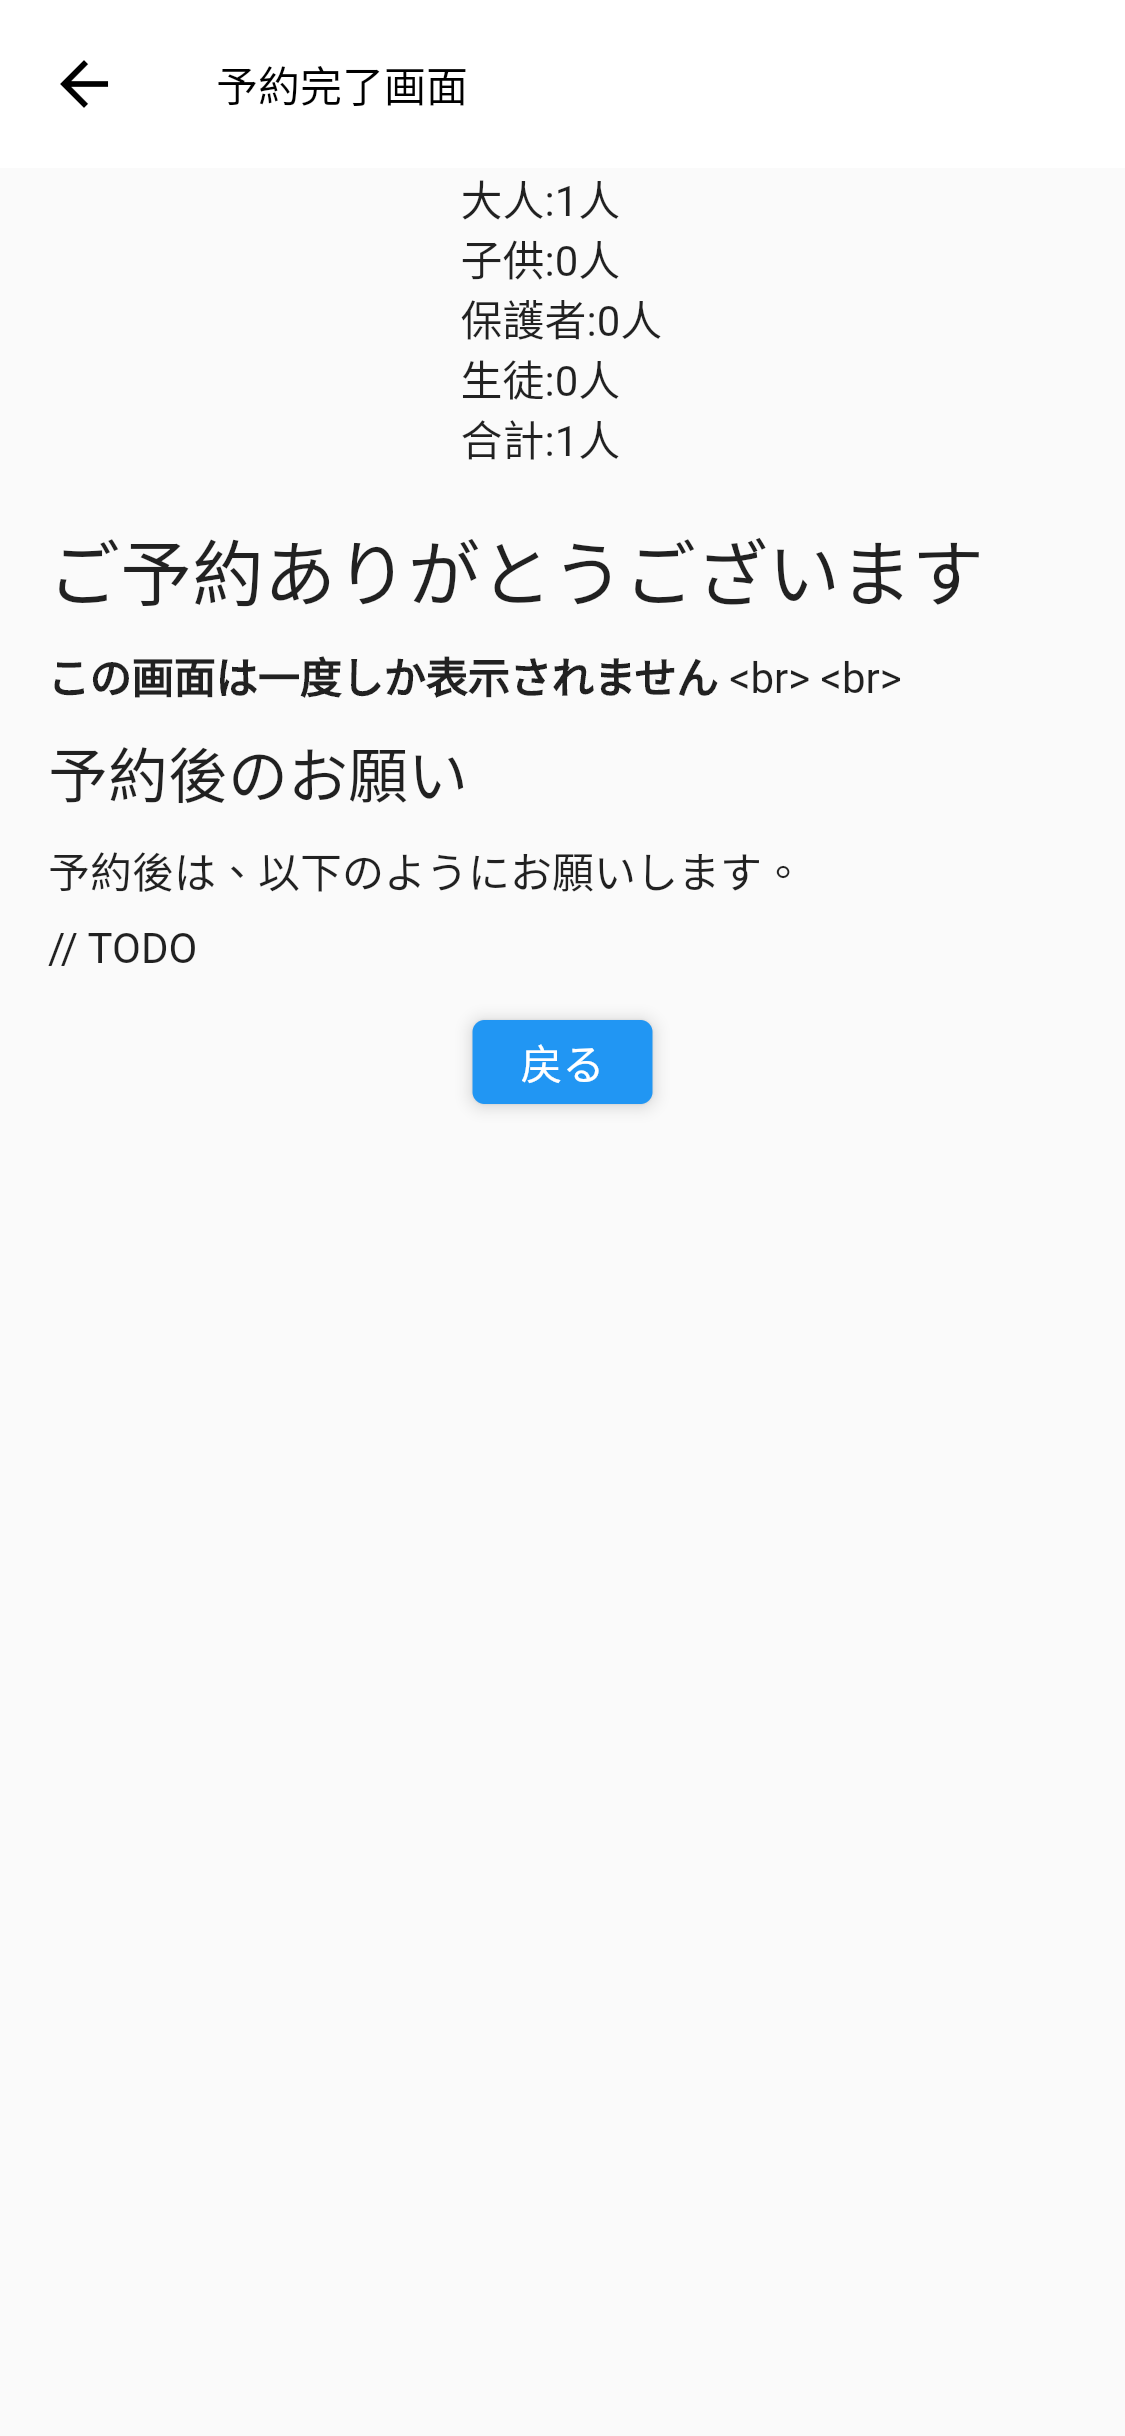 予約完了画面
大人:1人
子供:0人
保護者:0人
生徒:0人
合計:1人
ご予約ありがとうございます
この画面は一度しか表示されません <br> <br>
予約後のお願い
予約後は、以下のようにお願いします。
// TODO
戻る